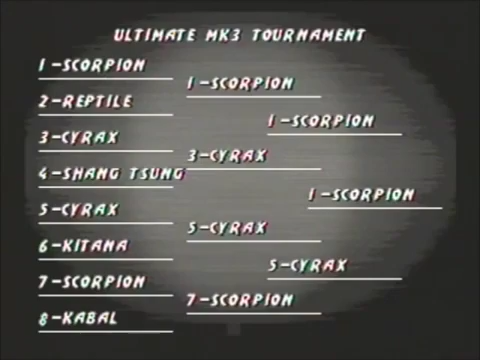 ULTIMATE MK3 TOURNAMENT
1-SCORPION
1-SCORPION
2-REPTILE
1-SCORPION
3-CYRAX
3-CYRAX
4-SHANG TSUNG
1-SCORPION
5-CYRAX
5-CYRAX
6-KITANA
5-CYRAX
7-SCORPION
7-SCORPION
8-KABAL